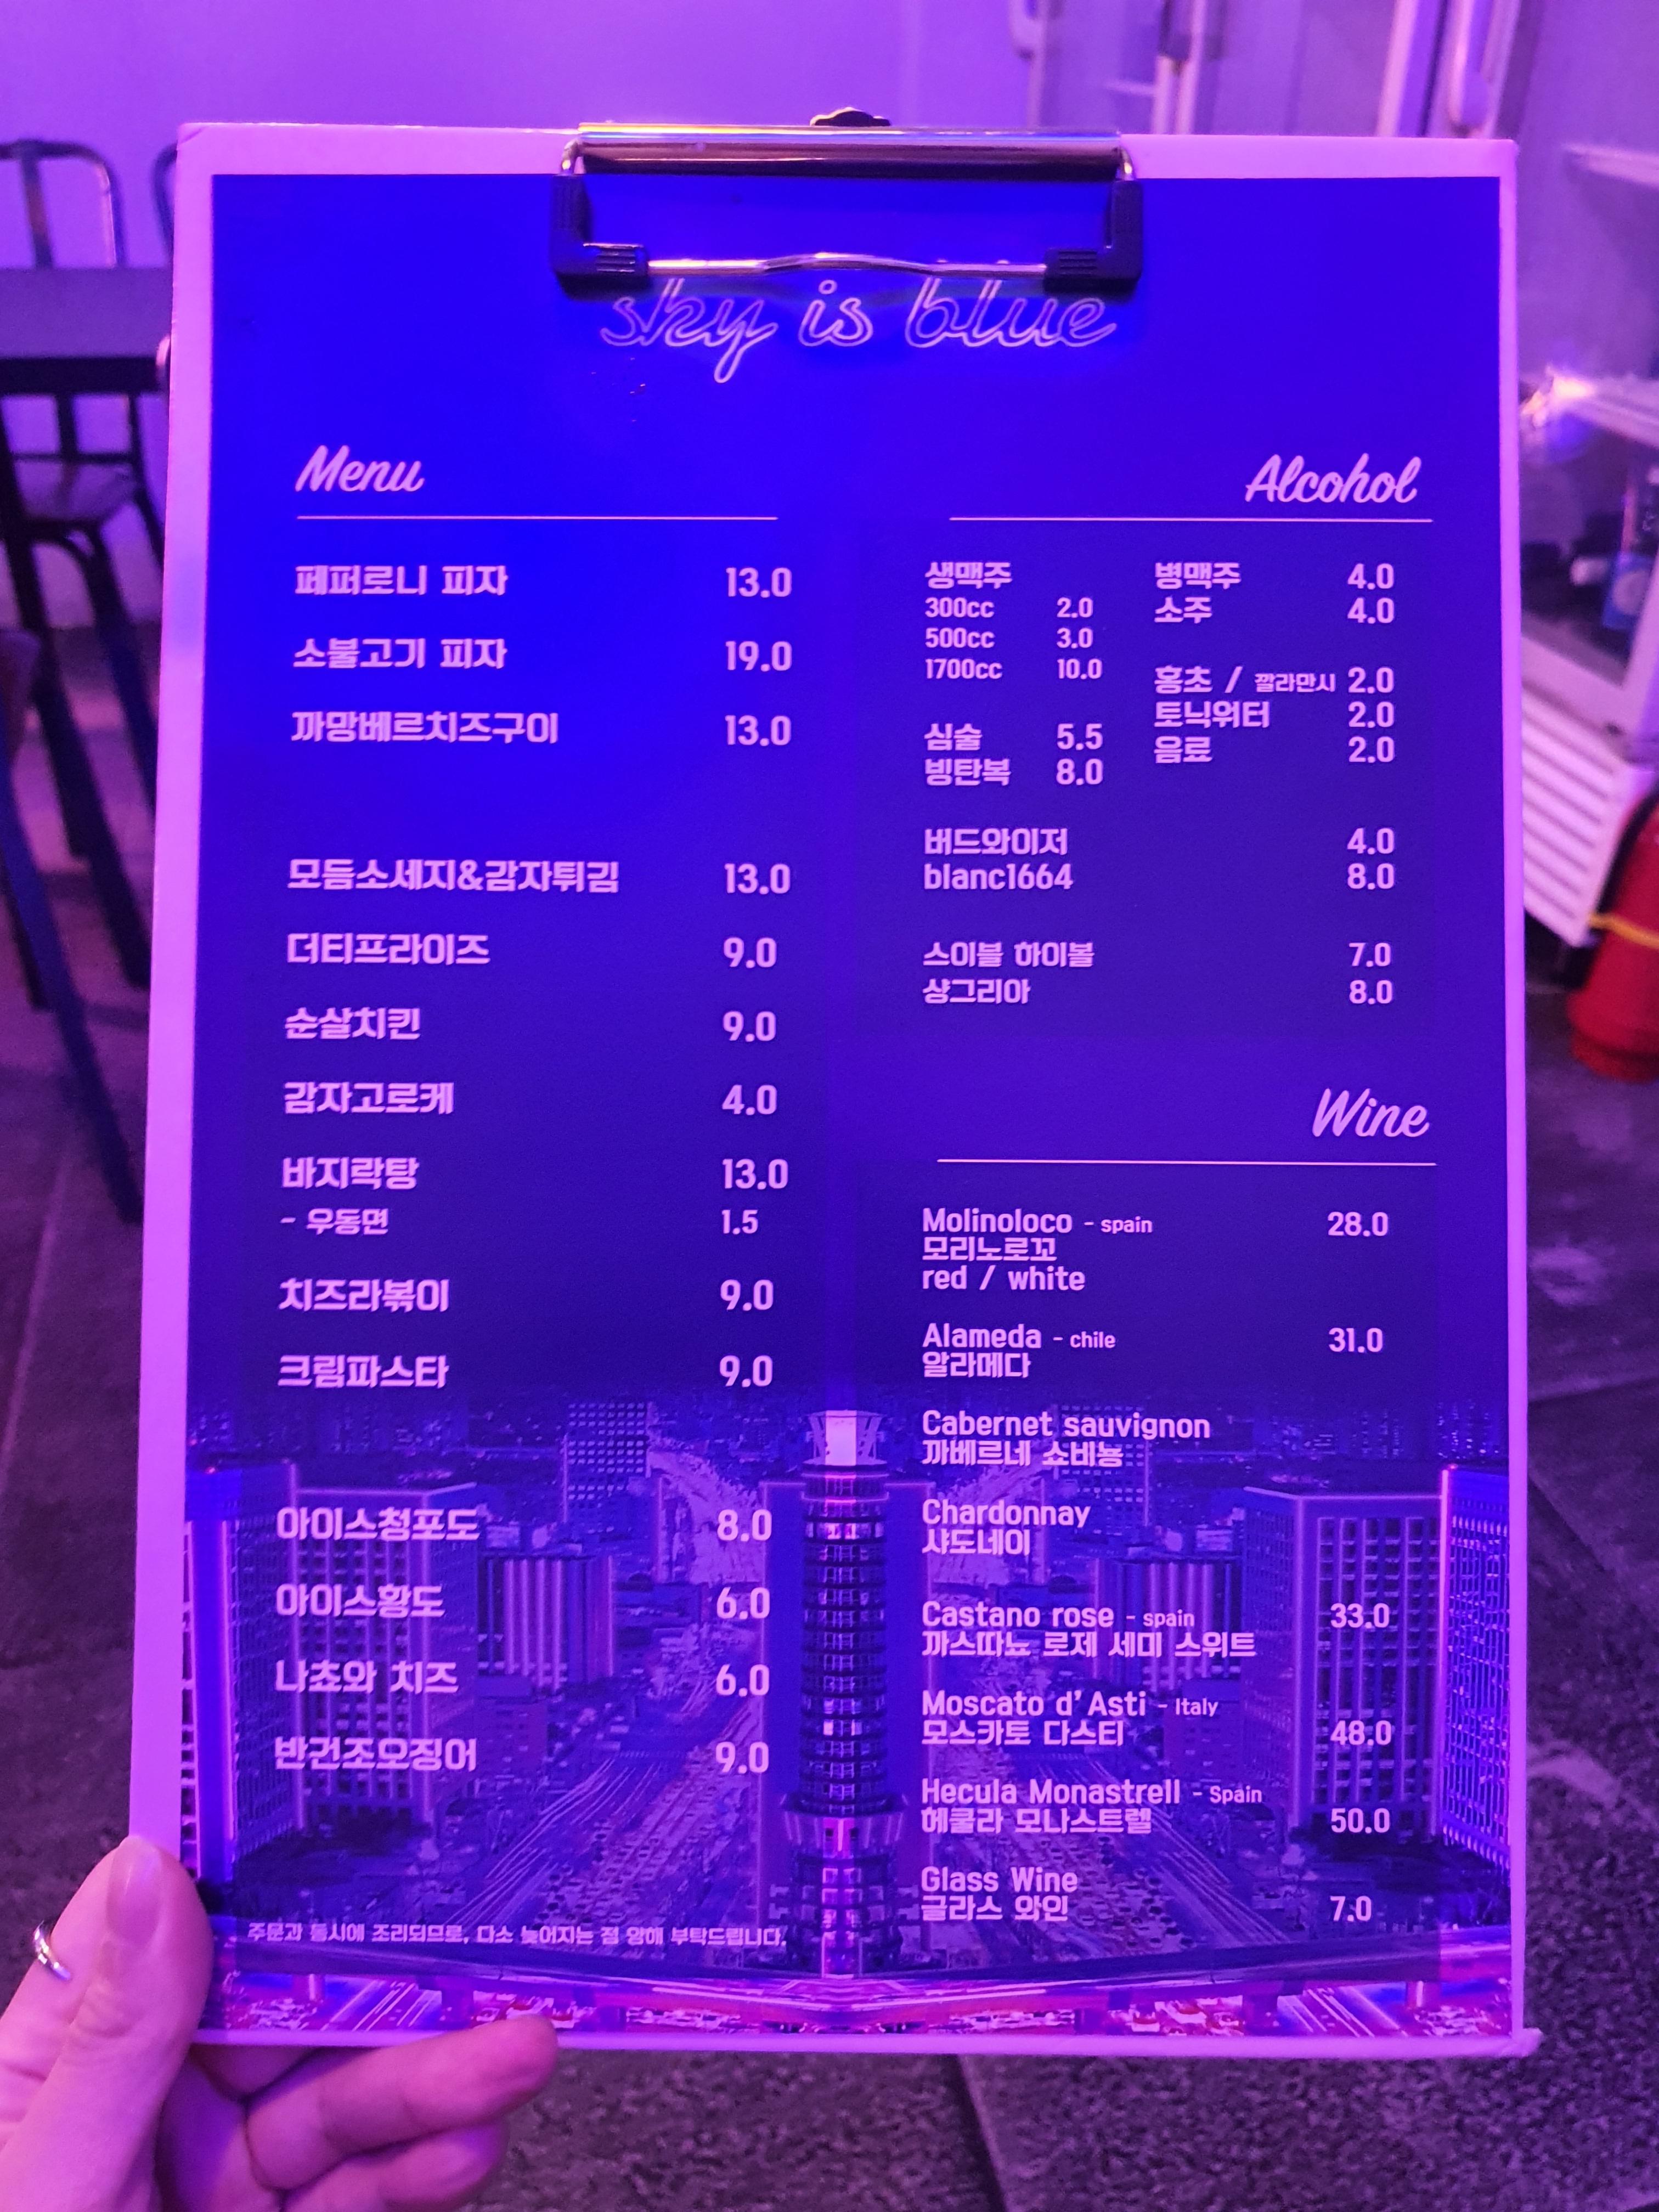 sky is blue
Menu
페퍼로니 피자 13.0
소불고기 피자 19.0
까망베르치즈구이 13.0
모듬소세지&감자튀김 13.0
더티프라이즈 9.0
순살치킨 9.0
감자고로케 4.0
바지락탕 13.0
- 우동면 1.5
치즈라볶이 9.0
크림파스타 9.0
아이스청포도 8.0
아이스황도 6.0
나쵸와 치즈 6.0
반건조오징어 9.0
주문과 동시에 조리되므로, 다소 늦어지는 점 양해 부탁드립니다.
Alcohol
생맥주
300cc 2.0
500cc 3.0
1700cc 10.0
심술 5.5
빙탄복 8.0
병맥주 4.0
소주 4.0
홍초 / 깔라만시 2.0
토닉워터 2.0
음료 2.0
버드와이저 4.0
blanc1664 8.0
스이블 하이볼 7.0
샹그리아 8.0
Wine
Molinoloco - spain 28.0
모리노로꼬
red / white
Alameda - chile 31.0
알라메다
Cabernet sauvignon
까베르네 쇼비뇽
Chardonnay
샤도네이
Castano rose - spain 33.0
까스따뇨 로제 세미 스위트
Moscato d'Asti - Italy
모스카토 다스티 48.0
Hecula Monastrell - Spain
헤쿨라 모나스트렐 50.0
Glass Wine
글라스 와인 7.0